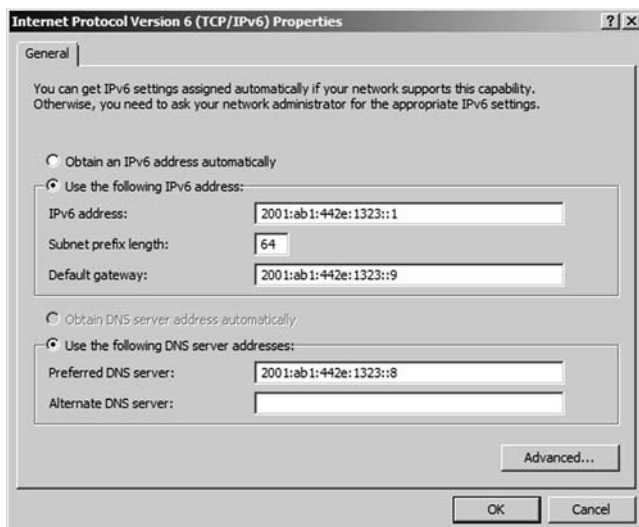 Internet Protocol Version 6 (TCP/IPv6) Properties ? X
General
You can get IPv6 settings assigned automatically if your network supports this capability.
Otherwise, you need to ask your network administrator for the appropriate IPv6 settings.
Obtain an IPv6 address automatically
Use the following IPv6 address:
IPv6 address: 2001:ab1:442e:1323::1
Subnet prefix length: 64
Default gateway: 2001:ab1:442e:1323::9
Obtain DNS server address automatically
Use the following DNS server addresses:
Preferred DNS server: 2001:ab1:442e:1323::8
Alternate DNS server:
Advanced...
OK Cancel